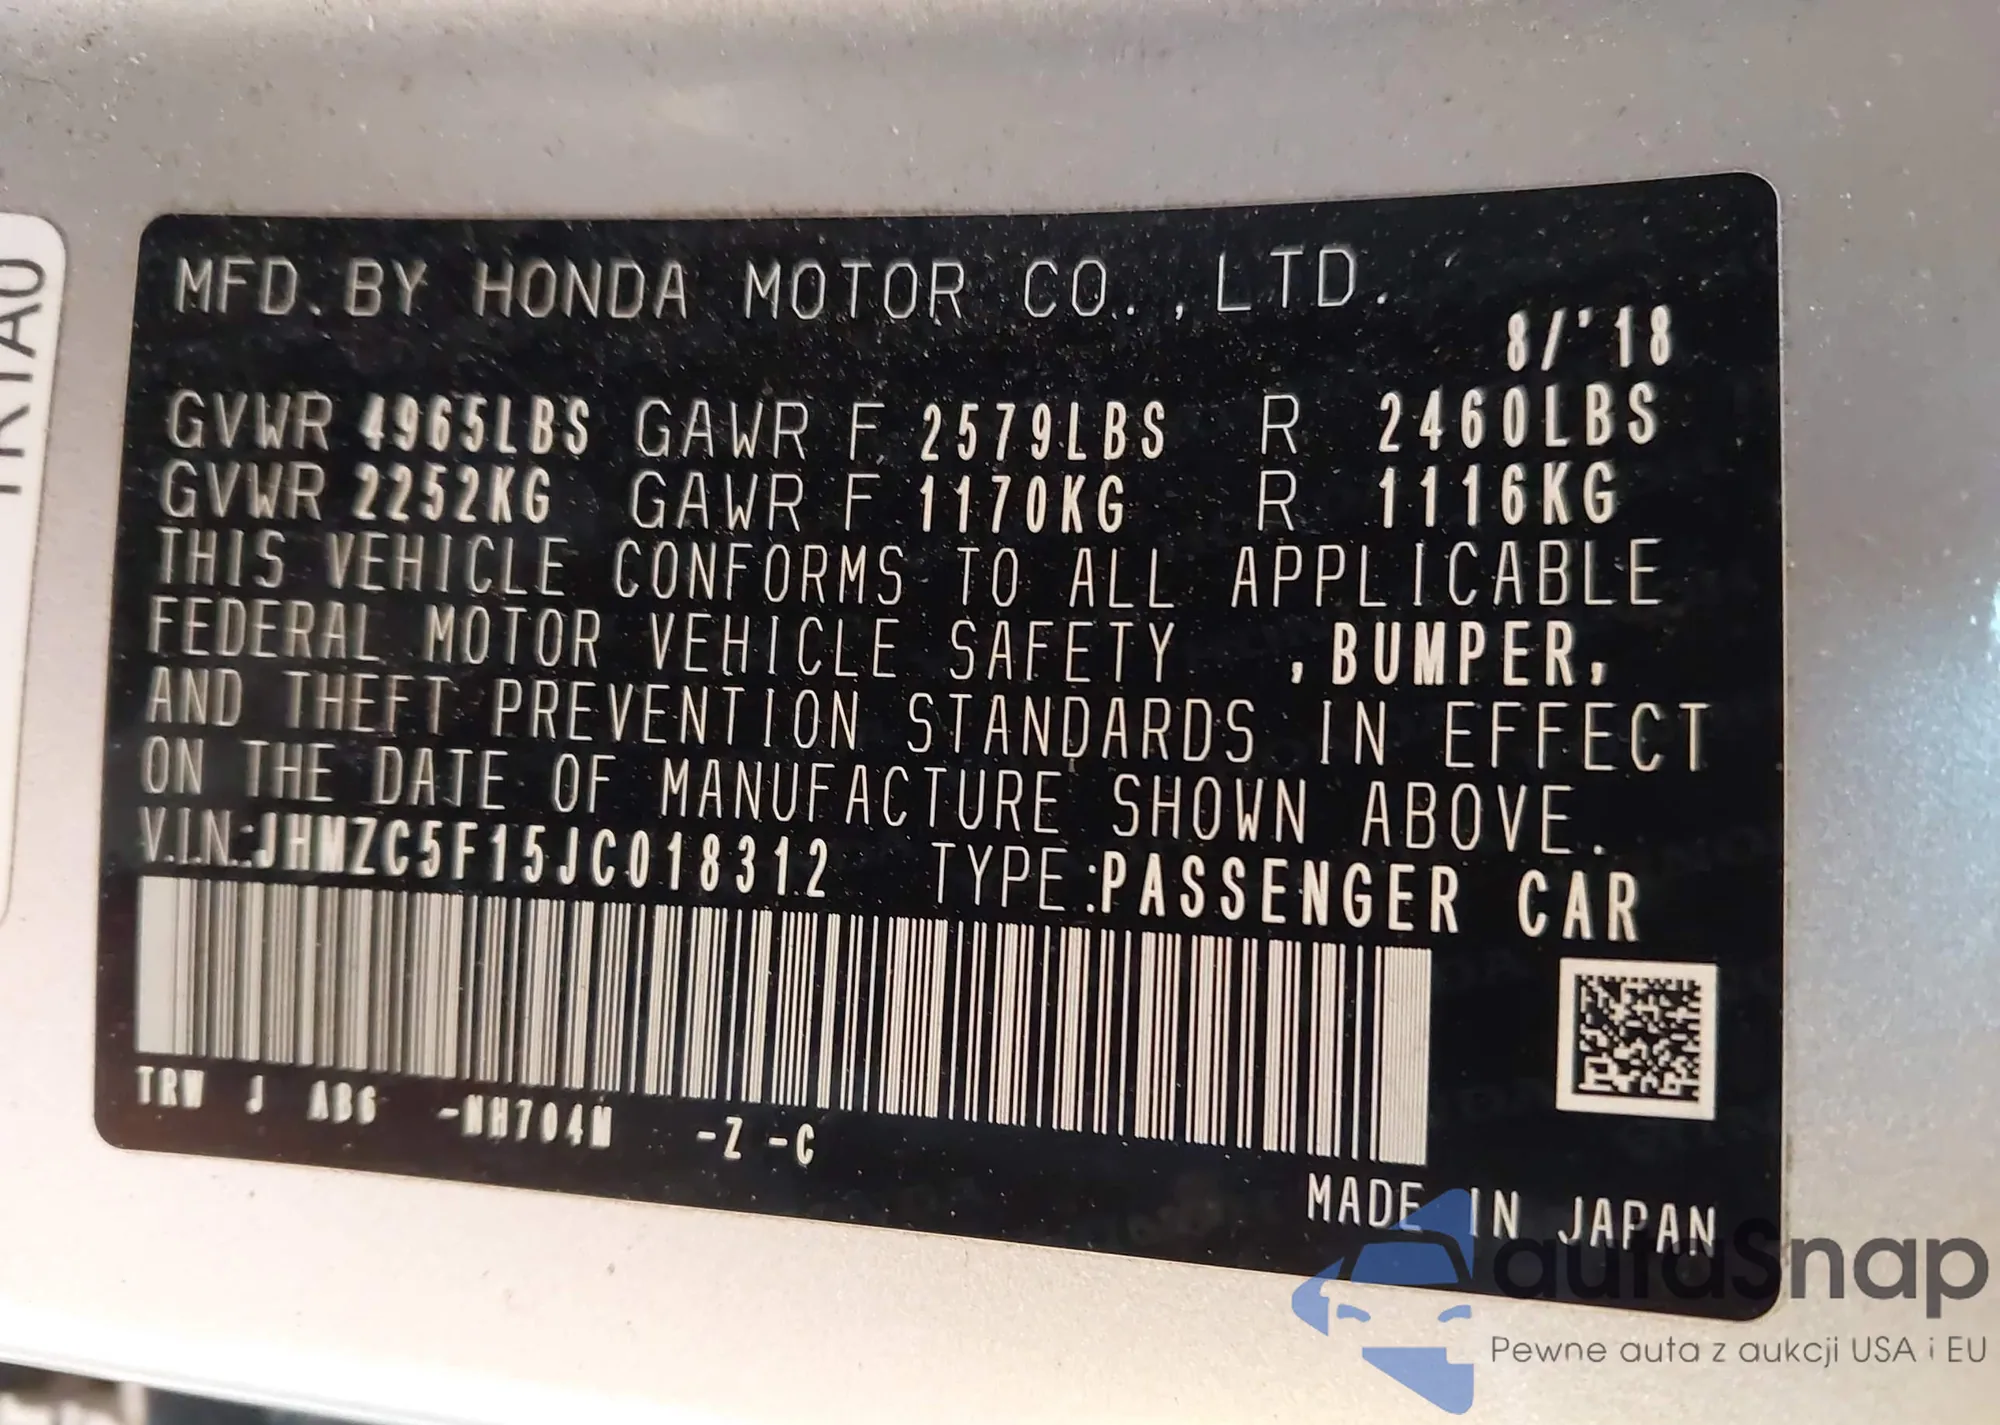 TRTA0
MFD. BY HONDA MOTOR CO., LTD.
8/'18
GVWR 4965LBS GAWR F 2579LBS R 2460LBS
GVWR 2252KG GAWR F 1170KG R 1116KG
THIS VEHICLE CONFORMS TO ALL APPLICABLE
FEDERAL MOTOR VEHICLE SAFETY , BUMPER,
AND THEFT PREVENTION STANDARDS IN EFFECT
ON THE DATE OF MANUFACTURE SHOWN ABOVE.
V.I.N.:JHMZC5F15JC018312 TYPE:PASSENGER CAR
TRW J AB6 -NH704M -Z -C
MADE IN JAPAN
autaSnap
Pewne auta z aukcji USA i EU